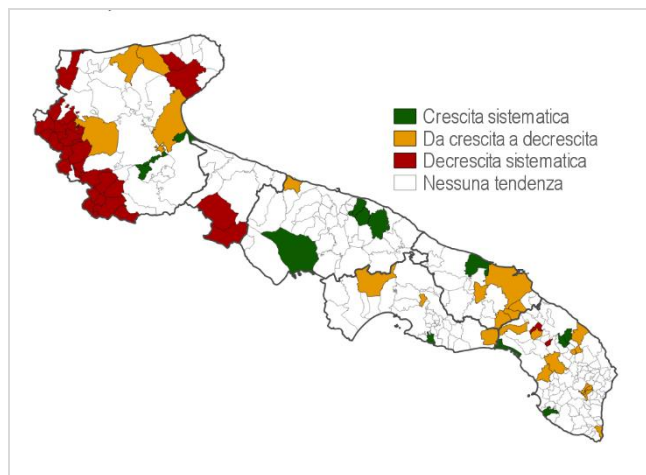 Crescita sistematica
Da crescita a decrescita
Decrescita sistematica
Nessuna tendenza